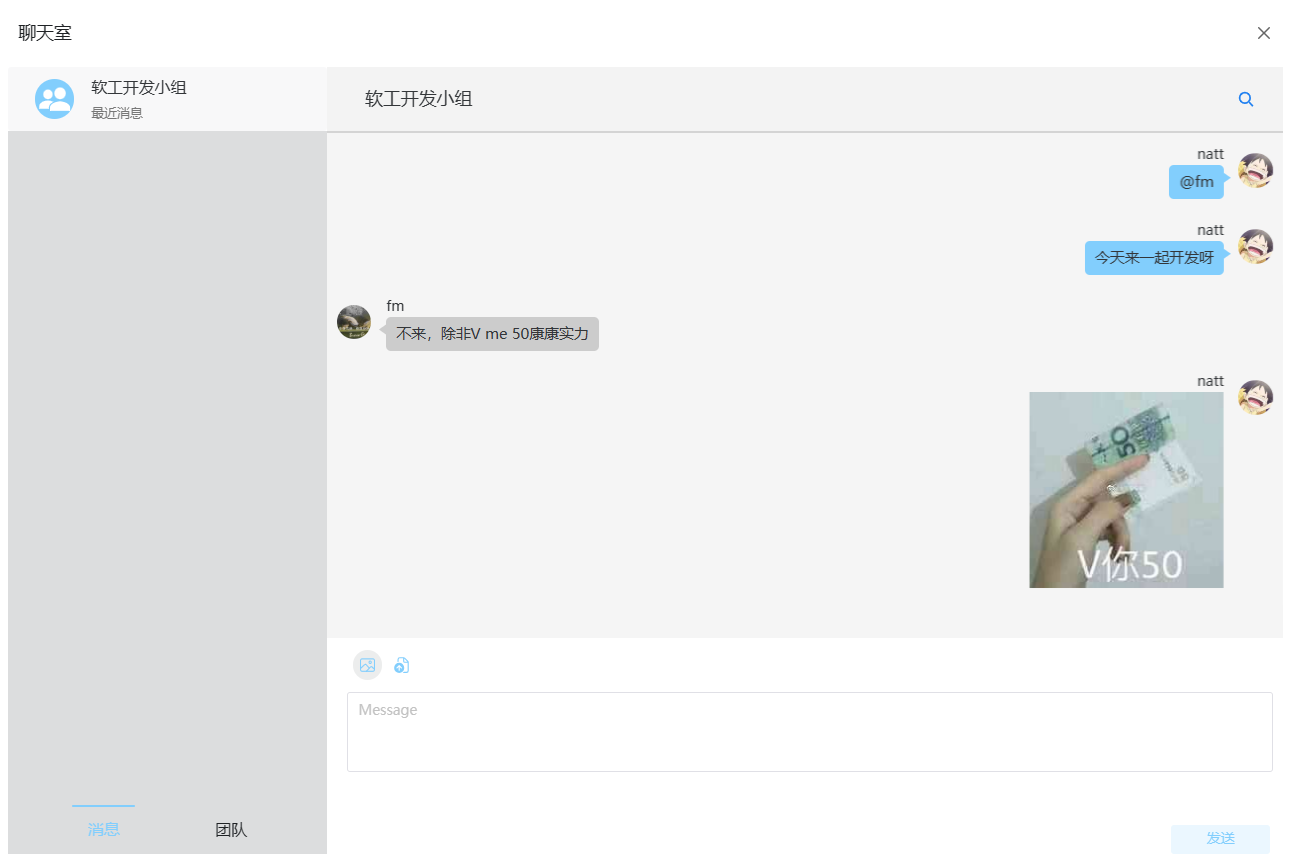 聊天室
软工开发小组
最近消息
软工开发小组
natt
@fm
natt
今天来一起开发呀
fm
不来，除非V me 50康康实力
natt
50
V你50
Message
消息
团队
发送